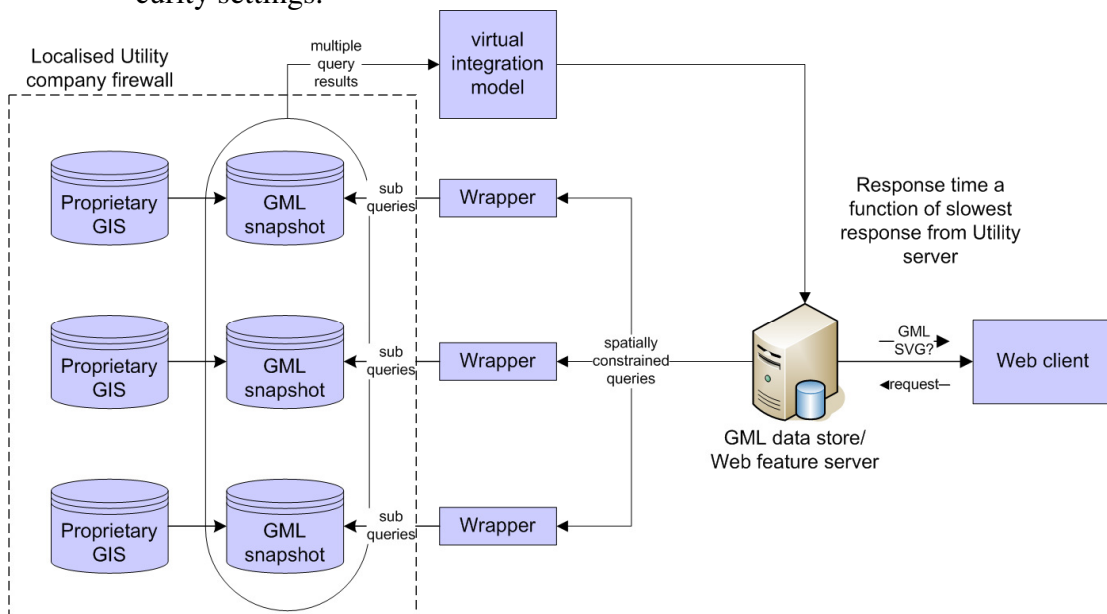 curity settings.
Localised Utility
company firewall
multiple
query
results
virtual
integration
model
Proprietary
GIS
GML
snapshot
sub
queries
Wrapper
Response time a
function of slowest
response from Utility
server
Proprietary
GIS
GML
snapshot
sub
queries
Wrapper
spatially
constrained
queries
GML
SVG?
request
Web client
GML data store/
Web feature server
Proprietary
GIS
GML
snapshot
sub
queries
Wrapper